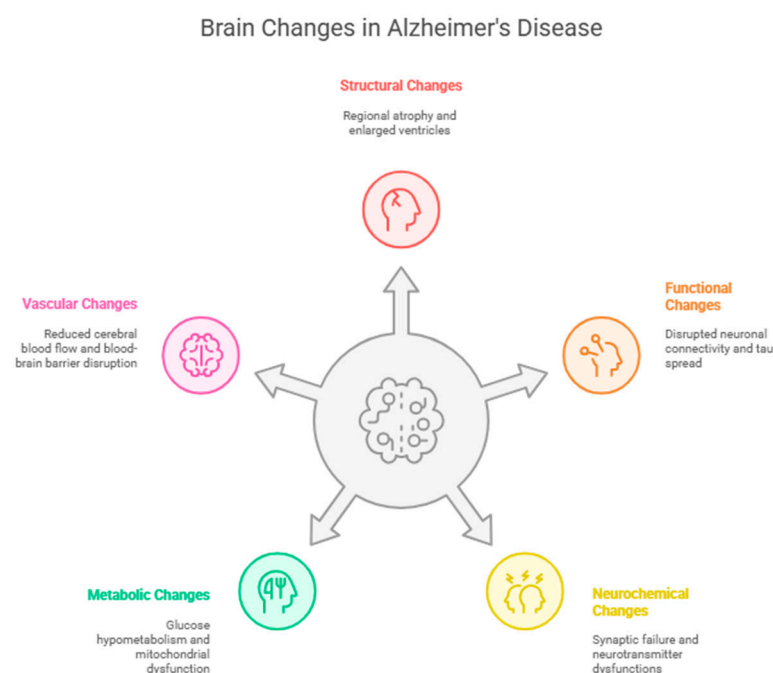 Brain Changes in Alzheimer's Disease
Structural Changes
Regional atrophy and
enlarged ventricles
Vascular Changes
Reduced cerebral
blood flow and blood-
brain barrier disruption
Functional
Changes
Disrupted neuronal
connectivity and tau
spread
Metabolic Changes
Glucose
hypometabolism and
mitochondrial
dysfunction
Neurochemical
Changes
Synaptic failure and
neurotransmitter
dysfunctions